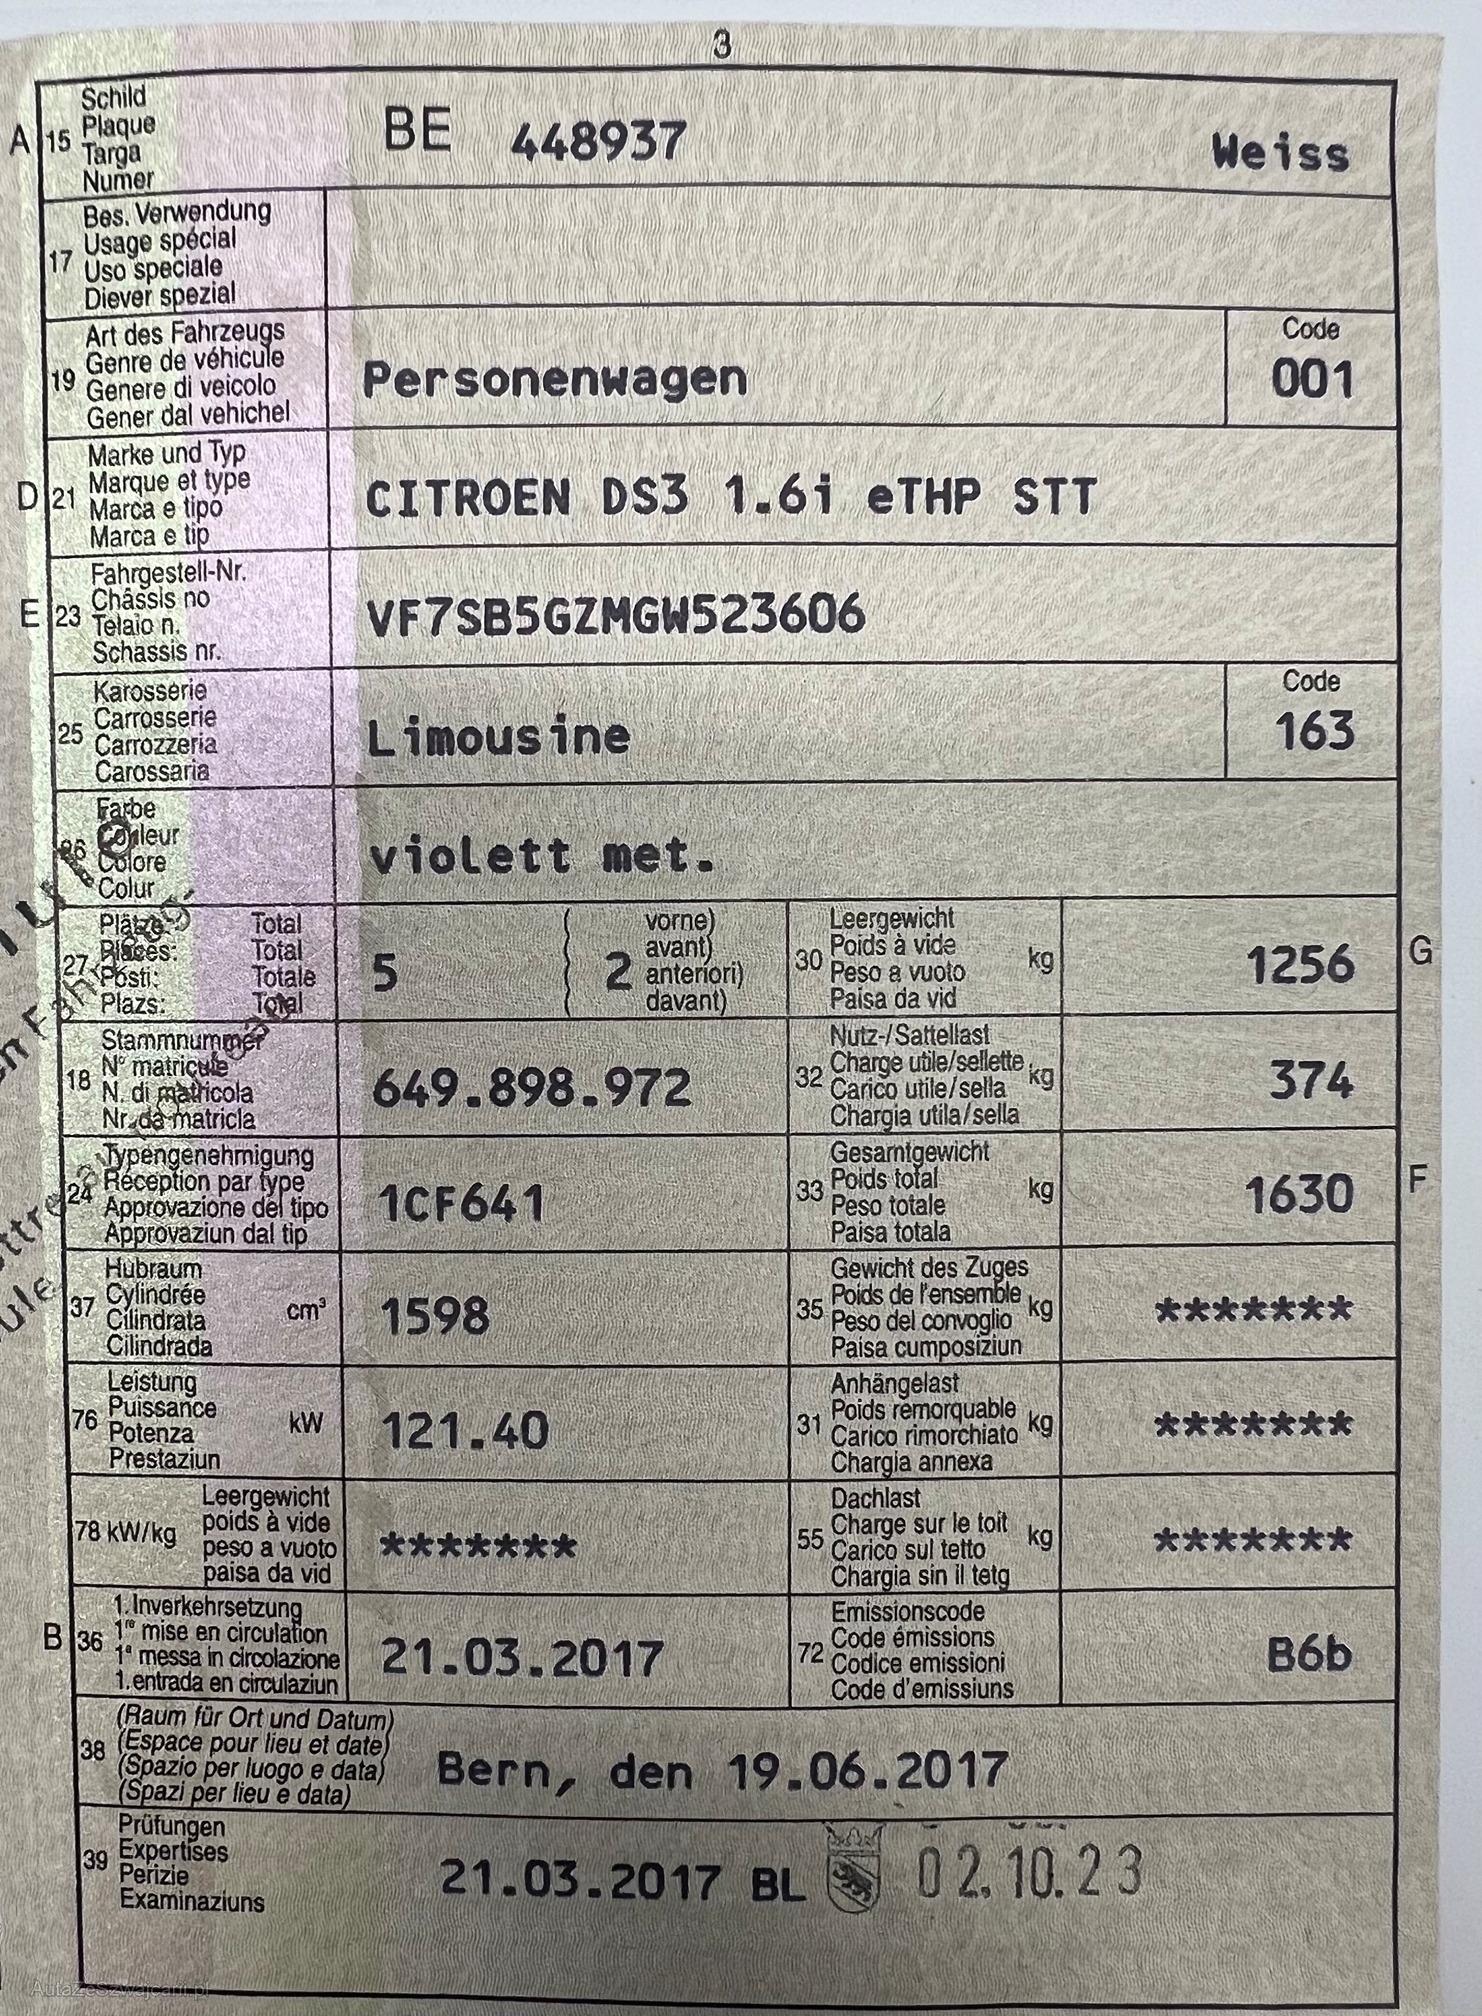 3
A 15 Schild
Plaque
Targa
Numer
BE 448937 Weiss
17 Bes. Verwendung
Usage spécial
Uso speciale
Diever spezial
19 Art des Fahrzeugs
Genre de véhicule
Genere di veicolo
Gener dal vehichel
Personenwagen
Code
001
D 21 Marke und Typ
Marque et type
Marca e tipo
Marca e tip
CITROEN DS3 1.6i eTHP STT
E 23 Fahrgestell-Nr.
Châssis no
Telaio n.
Schassis nr.
VF7SB5GZMGW523606
25 Karosserie
Carrosserie
Carrozzeria
Carossaria
Limousine
Code
163
26 Farbe
Couleur
Colore
Colur
violett met.
27 Plätze: Total
Places: Total
Posti: Totale
Plazs: Total
5 ( 2 vorne)
avant)
anteriori)
davant)
30 Leergewicht
Poids à vide
Peso a vuoto
Paisa da vid
kg
1256
G
18 Stammnummer
N° matricule
N. di matricola
Nr. da matricla
649.898.972
32 Nutz-/Sattellast
Charge utile/sellette
Carico utile/sella
Chargia utila/sella
kg
374
24 Typengenehmigung
Réception par type
Approvazione del tipo
Approvaziun dal tip
1CF641
33 Gesamtgewicht
Poids total
Peso totale
Paisa totala
kg
1630
F
37 Hubraum
Cylindrée
Cilindrata
Cilindrada
cm³
1598
35 Gewicht des Zuges
Poids de l'ensemble
Peso del convoglio
Paisa cumposiziun
kg
*******
76 Leistung
Puissance
Potenza
Prestaziun
kW
121.40
31 Anhängelast
Poids remorquable
Carico rimorchiato
Chargia annexa
kg
*******
78 kW/kg Leergewicht
poids à vide
peso a vuoto
paisa da vid
*******
55 Dachlast
Charge sur le toit
Carico sul tetto
Chargia sin il tetg
kg
*******
B 36 1. Inverkehrsetzung
1re mise en circulation
1a messa in circolazione
1. entrada en circulaziun
21.03.2017
72 Emissionscode
Code émissions
Codice emissioni
Code d'emissiuns
B6b
38 (Raum für Ort und Datum)
(Espace pour lieu et date)
(Spazio per luogo e data)
(Spazi per lieu e data)
Bern, den 19.06.2017
39 Prüfungen
Expertises
Perizie
Examinaziuns
21.03.2017 BL 02.10.23
AutaZeSzwajcarii.pl